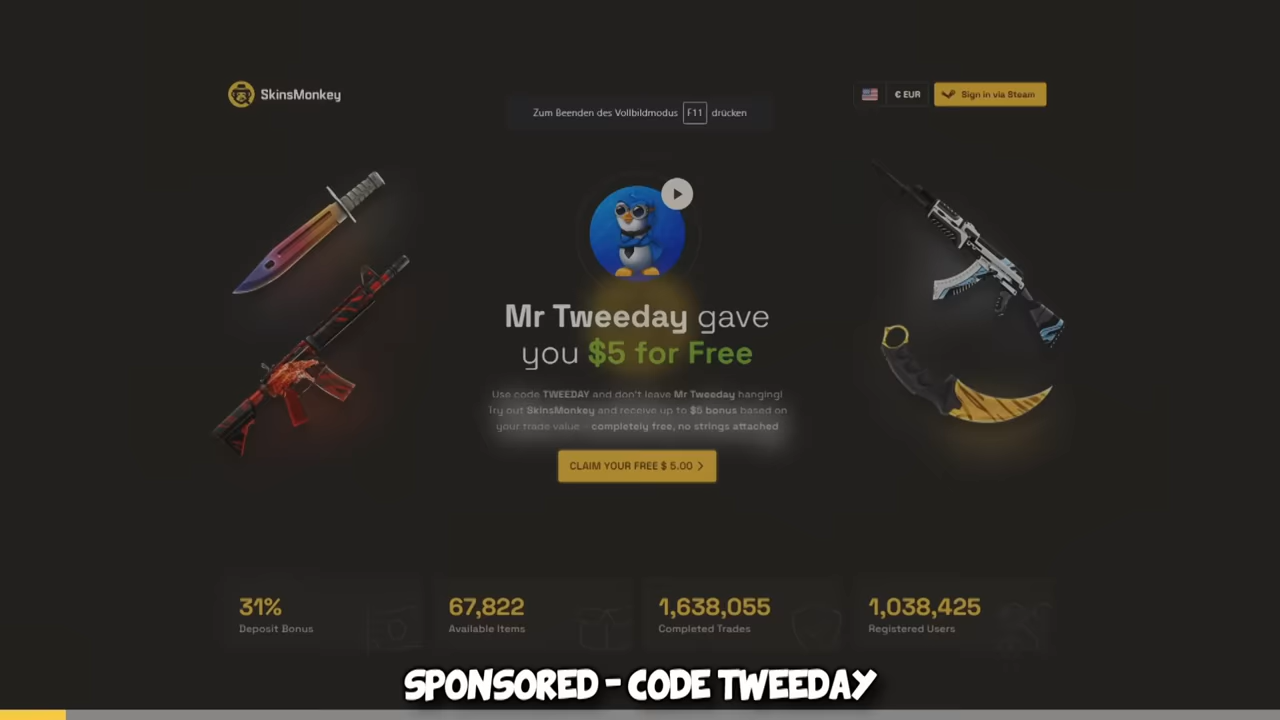 SkinsMonkey
€ EUR
Sign in via Steam
Zum Beenden des Vollbildmodus F11 drücken
Mr Tweeday gave
you $5 for Free
Use code TWEEDAY and don't leave Mr Tweeday hanging!
Try out SkinsMonkey and receive up to $5 bonus based on
your trade value - completely free, no strings attached
CLAIM YOUR FREE $ 5.00
31%
Deposit Bonus
67,822
Available Items
1,638,055
Completed Trades
1,038,425
Registered Users
SPONSORED - CODE TWEEDAY